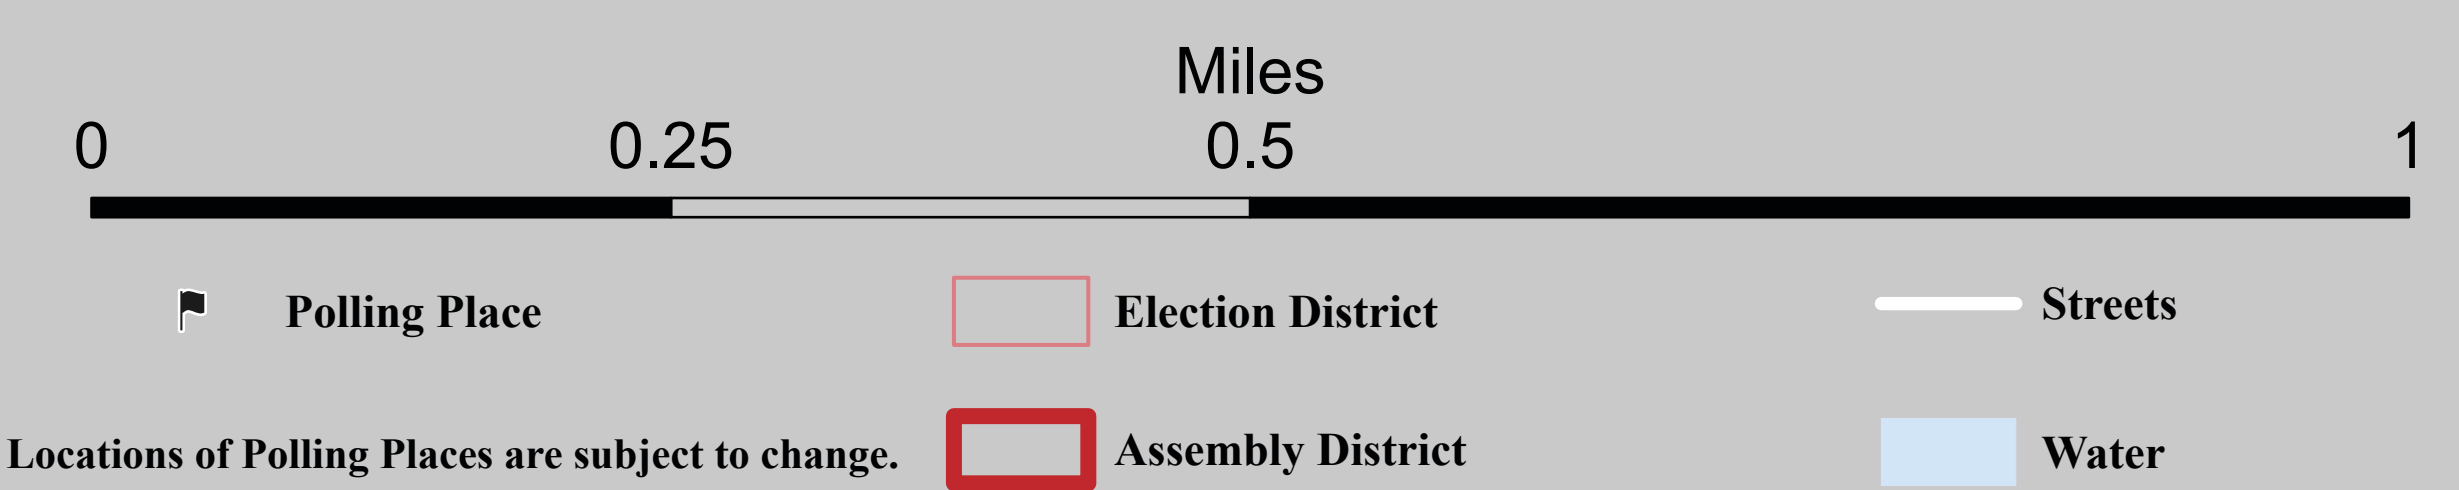 Miles
0 0.25 0.5 1
Polling Place Election District Streets
Locations of Polling Places are subject to change. Assembly District Water